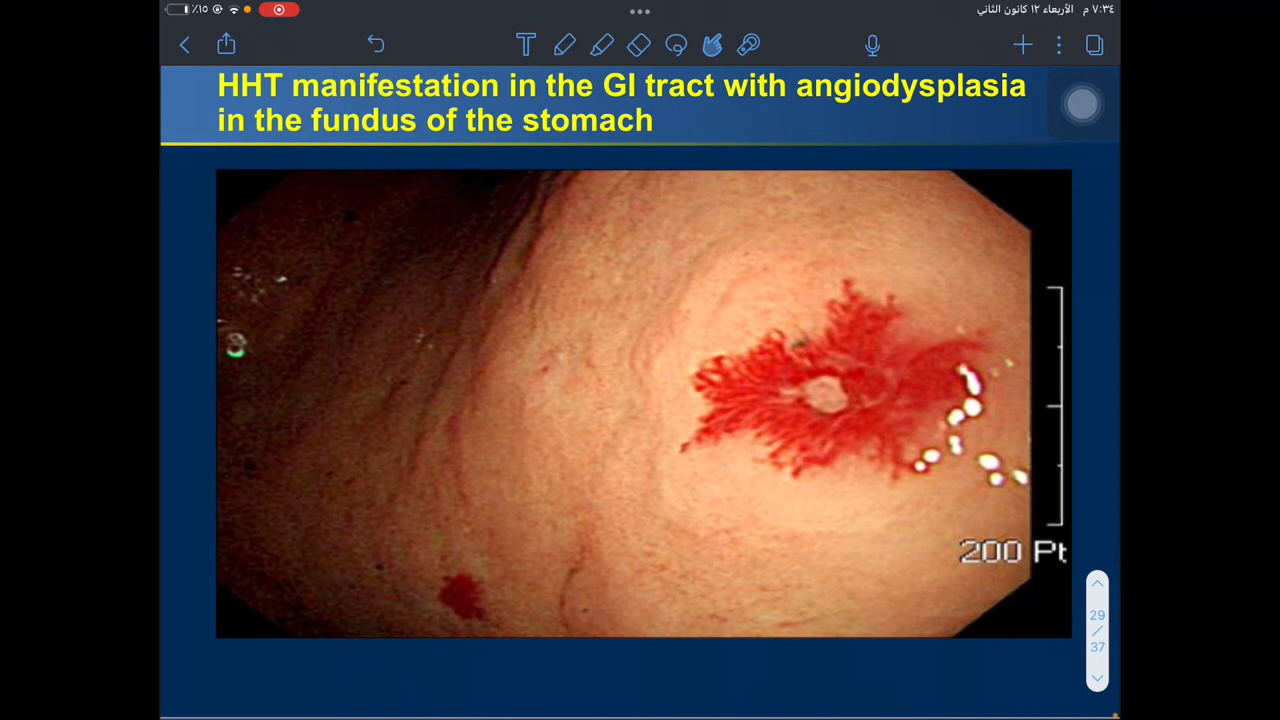 ٪١٥
٧:٣٤ م الأربعاء ١٢ كانون الثاني
T
HHT manifestation in the GI tract with angiodysplasia
in the fundus of the stomach
200 Pt
29
/
37